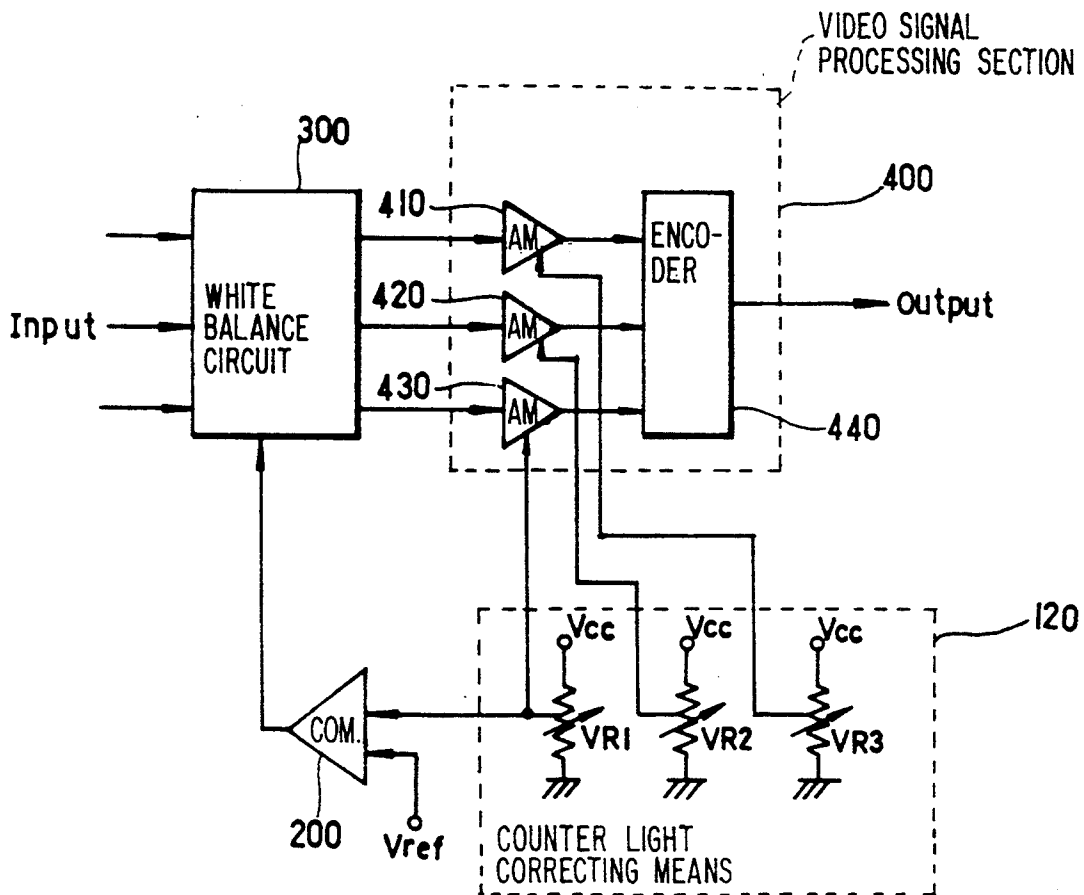 VIDEO SIGNAL
PROCESSING SECTION
300
400
410
AM
ENCO-
DER
WHITE
BALANCE
CIRCUIT
420
AM
Output
Input
430
AM
440
120
Vcc
Vcc
Vcc
COM.
VR1
VR2
VR3
200
Vref
COUNTER LIGHT
CORRECTING MEANS